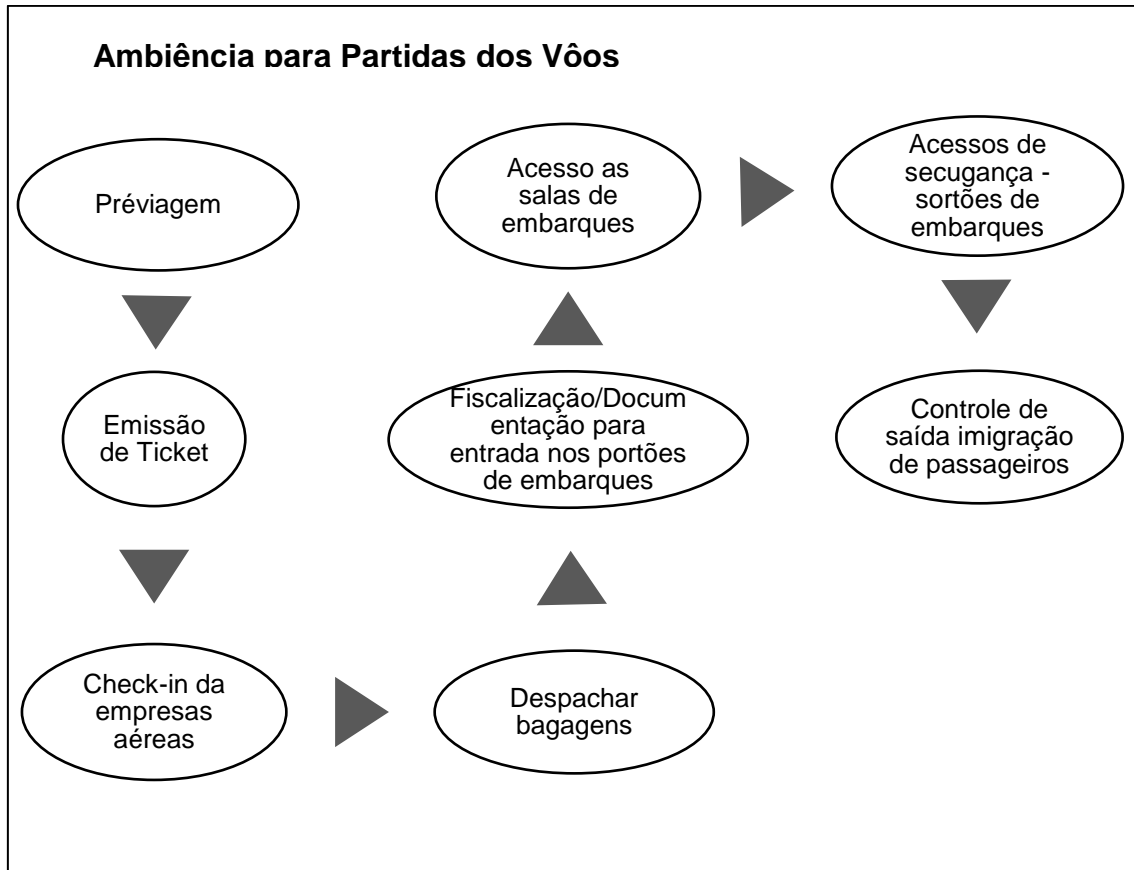 Ambiência para Partidas dos Vôos
Préviagem
Emissão
de Ticket
Check-in da
empresas
aéreas
Despachar
bagagens
Fiscalização/Docum
entação para
entrada nos portões
de embarques
Acesso as
salas de
embarques
Acessos de
secugança -
sortões de
embarques
Controle de
saída imigração
de passageiros